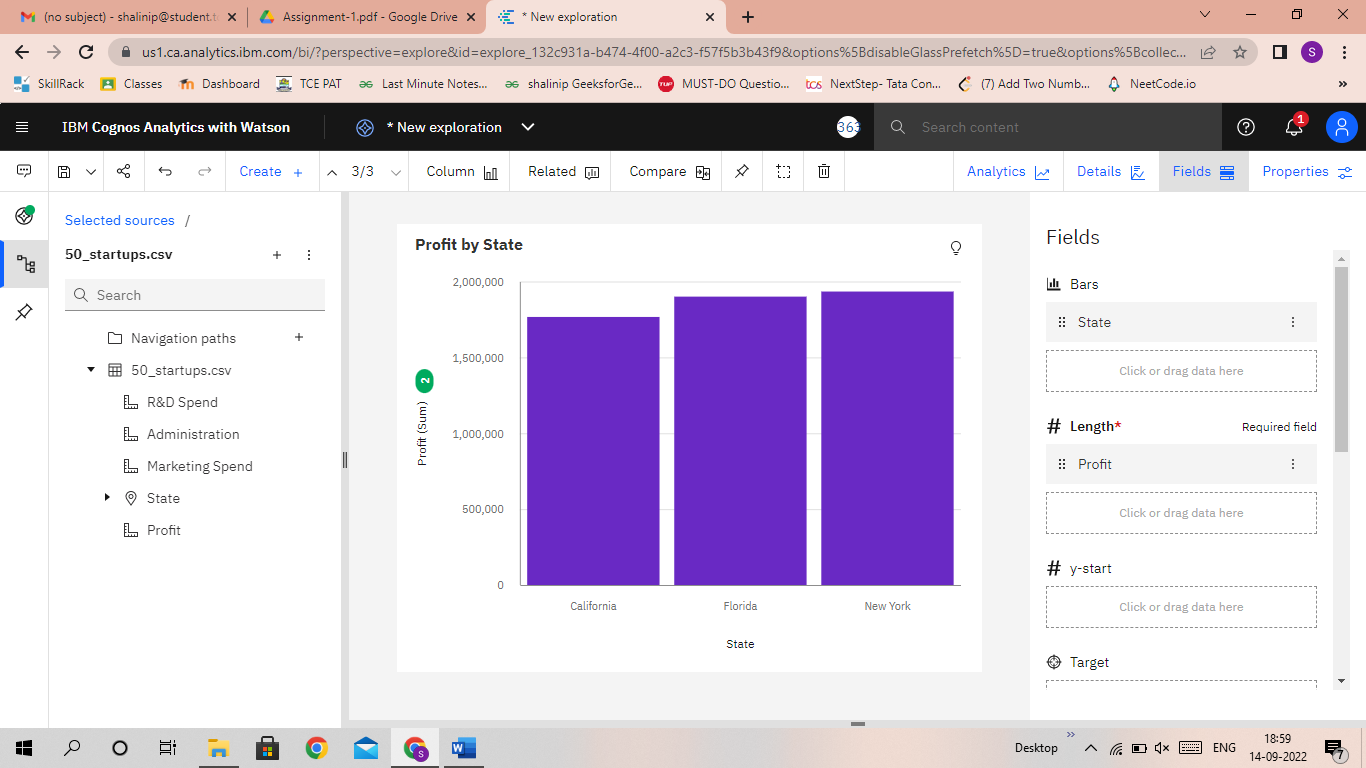 (no subject) - shalinip@student.t
Assignment-1.pdf - Google Drive
* New exploration
us1.ca.analytics.ibm.com/bi/?perspective=explore&id=explore_132c931a-b474-4f00-a2c3-f57f5b3b43f9&options%5BdisableGlassPrefetch%5D=true&options%5Bcollec...
S
SkillRack
Classes
Dashboard
TCE PAT
Last Minute Notes...
shalinip GeeksforGe...
MUST-DO Questio...
NextStep- Tata Con...
(7) Add Two Numb...
NeetCode.io
»
IBM Cognos Analytics with Watson
* New exploration
363
Search content
1
Create +
3/3
Column
Related
Compare
Analytics
Details
Fields
Properties
Selected sources /
50_startups.csv
Search
Navigation paths
50_startups.csv
R&D Spend
Administration
Marketing Spend
State
Profit
Profit by State
2,000,000
1,500,000
1,000,000
500,000
0
Profit (Sum) 2
California
Florida
New York
State
Fields
Bars
State
Click or drag data here
# Length*
Required field
Profit
Click or drag data here
# y-start
Click or drag data here
Target
Desktop
»
ENG
18:59
14-09-2022
7